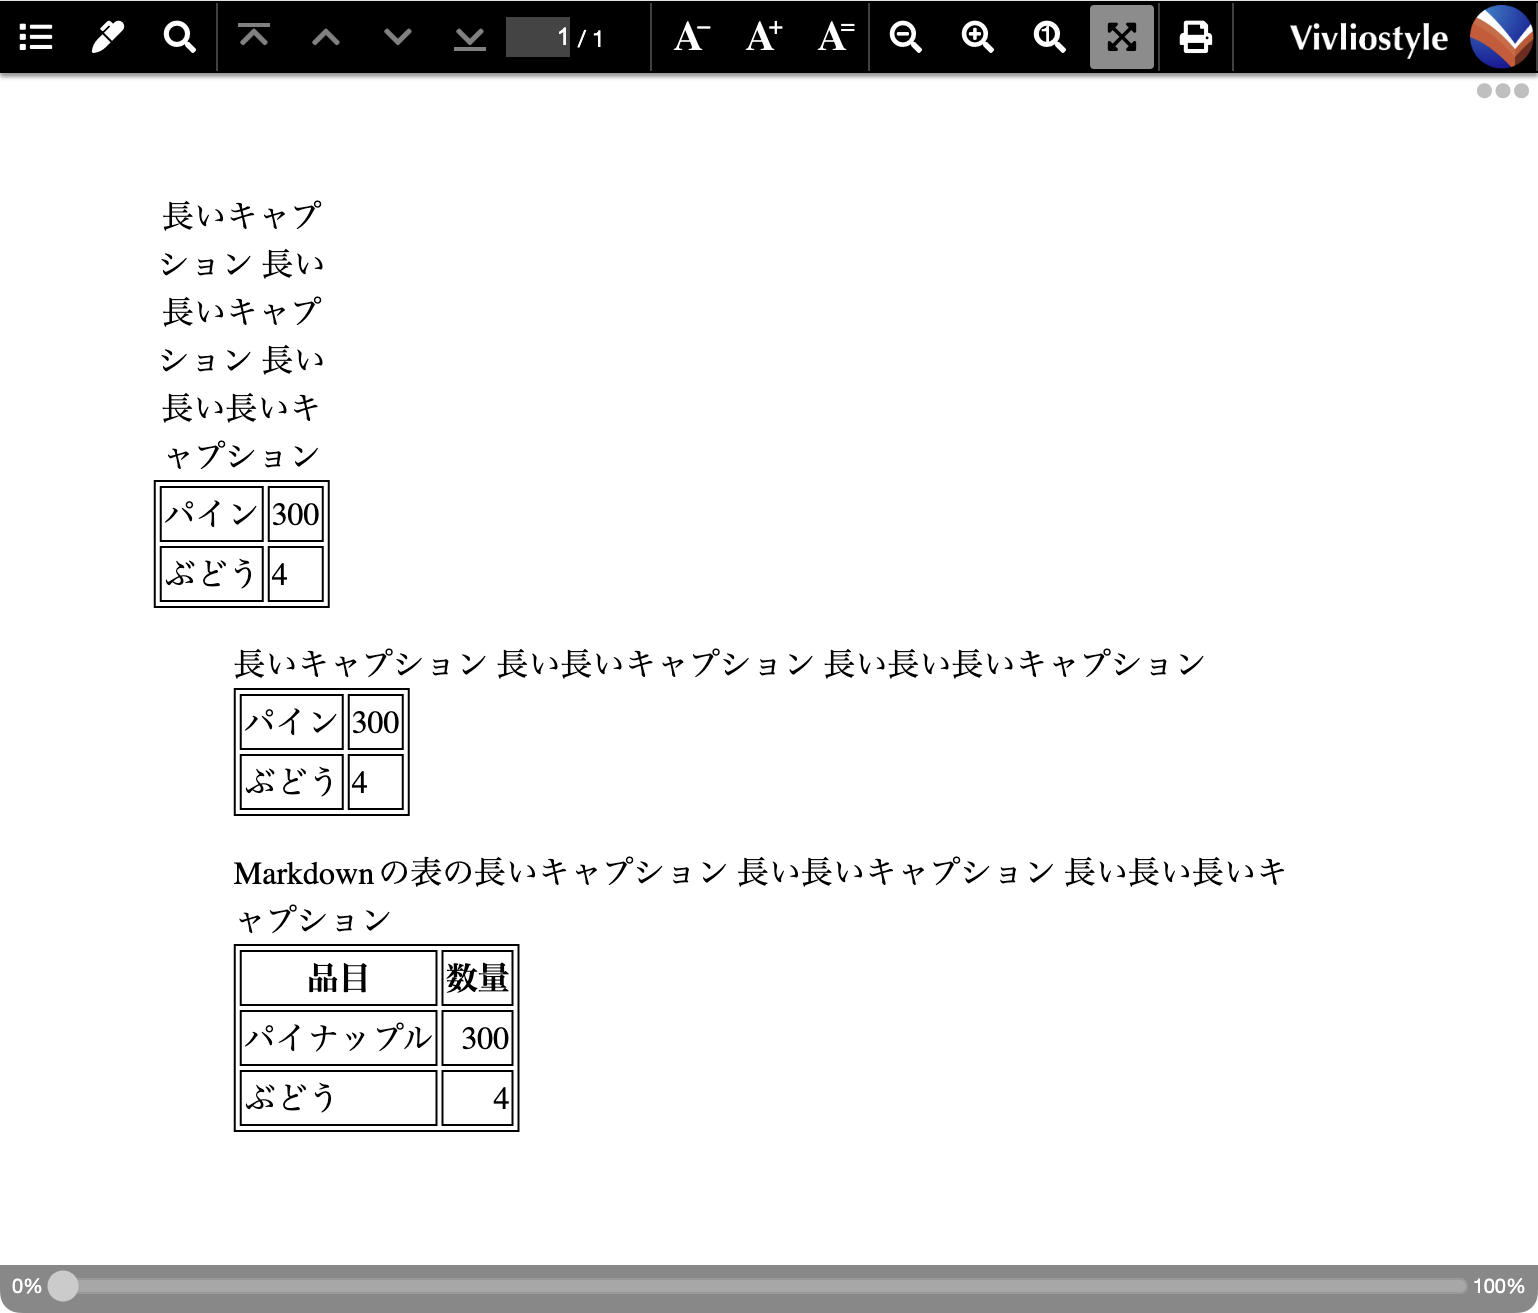 1 / 1
A− A+ A=
1
Vivliostyle
長いキャプ
ション 長い
長いキャプ
ション 長い
長い長いキ
ャプション
パイン 300
ぶどう 4
長いキャプション 長い長いキャプション 長い長い長いキャプション
パイン 300
ぶどう 4
Markdownの表の長いキャプション 長い長いキャプション 長い長い長いキ
ャプション
品目 数量
パイナップル 300
ぶどう 4
0% 100%